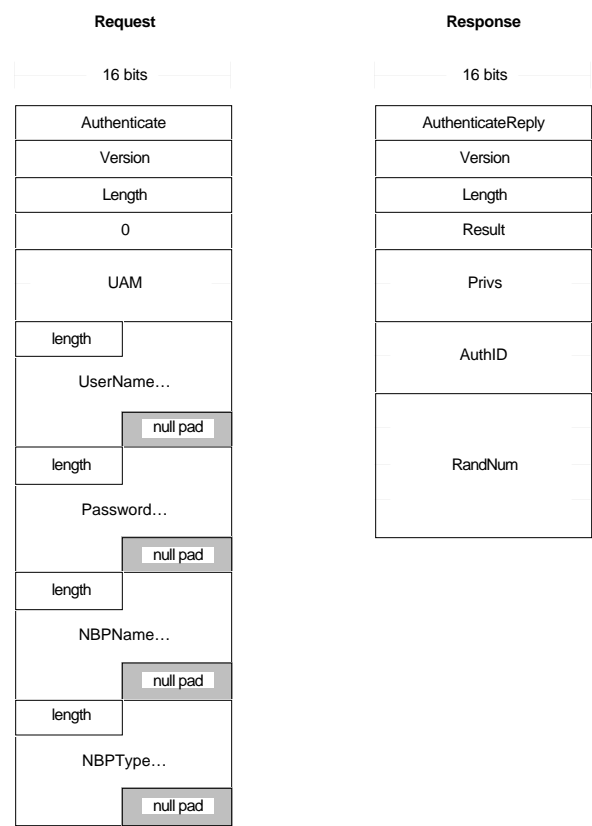 Request
16 bits
Authenticate
Version
Length
0
UAM
length
UserName…
null pad
length
Password…
null pad
length
NBPName…
null pad
length
NBPType…
null pad
Response
16 bits
AuthenticateReply
Version
Length
Result
Privs
AuthID
RandNum